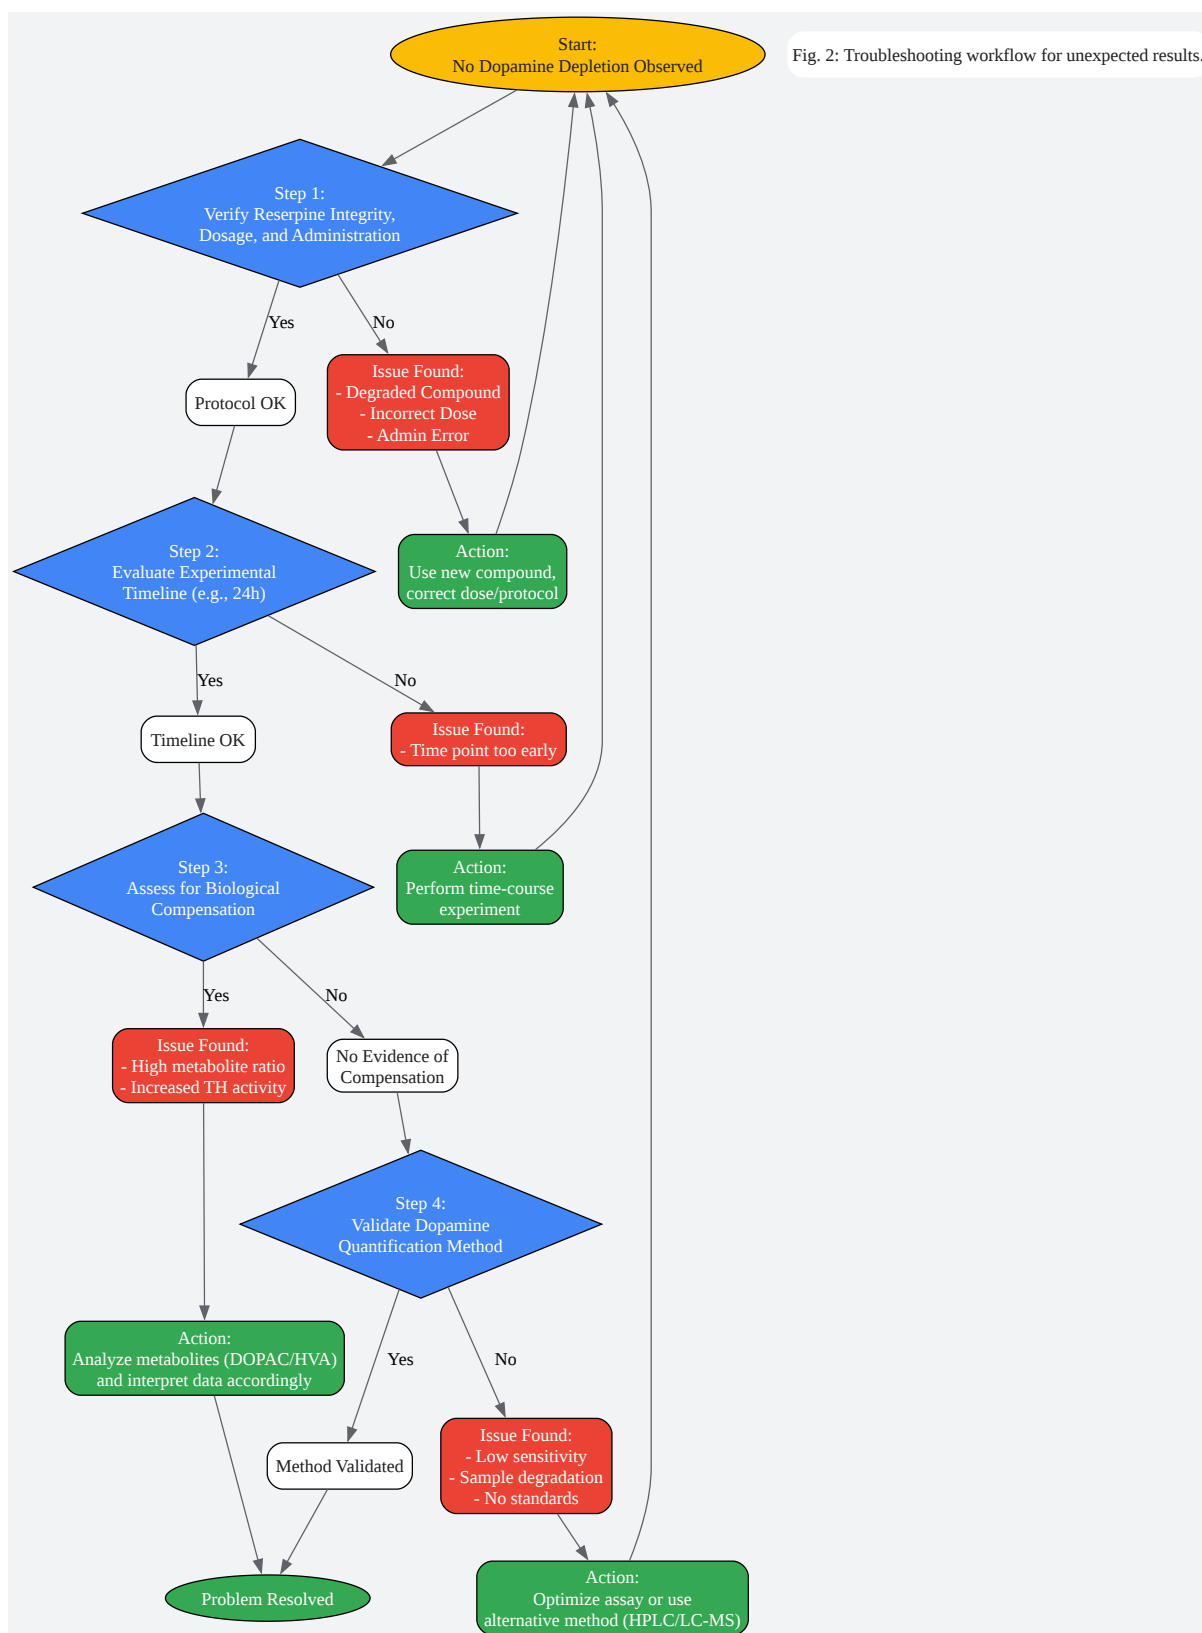 Start:
No Dopamine Depletion Observed
Fig. 2: Troubleshooting workflow for unexpected results.
Step 1:
Verify Reserpine Integrity,
Dosage, and Administration
Yes
No
Protocol OK
Issue Found:
- Degraded Compound
- Incorrect Dose
- Admin Error
Action:
Use new compound,
correct dose/protocol
Step 2:
Evaluate Experimental
Timeline (e.g., 24h)
Yes
No
Timeline OK
Issue Found:
- Time point too early
Action:
Perform time-course
experiment
Step 3:
Assess for Biological
Compensation
Yes
No
Issue Found:
- High metabolite ratio
- Increased TH activity
No Evidence of
Compensation
Step 4:
Validate Dopamine
Quantification Method
Action:
Analyze metabolites (DOPAC/HVA)
and interpret data accordingly
Yes
No
Method Validated
Issue Found:
- Low sensitivity
- Sample degradation
- No standards
Problem Resolved
Action:
Optimize assay or use
alternative method (HPLC/LC-MS)